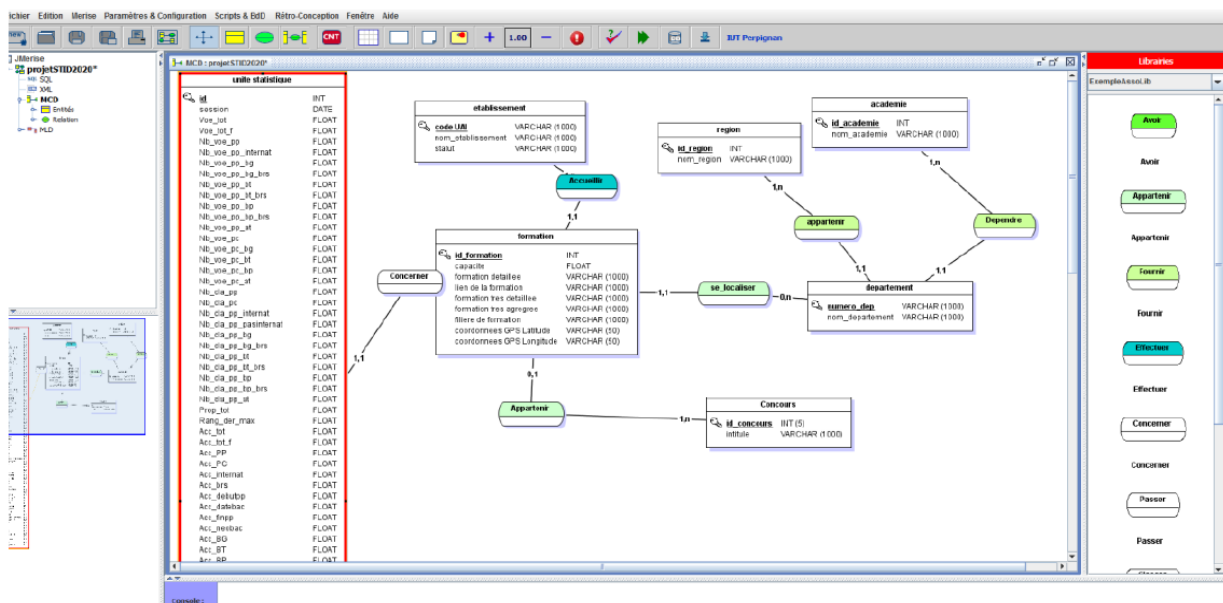 ichier Edition Merise Paramètres & Configuration Scripts & BdD Rétro-Conception Fenêtre Aide
1.00
CNT
IUT Perpignan
JMerise
projetSTID2020*
SQL
XML
MCD
Entités
Relation
MLD
MCD : projetSTID2020*
unite statistique
id INT
session DATE
Voe_tot FLOAT
Voe_tot_f FLOAT
Nb_voe_pp FLOAT
Nb_voe_pp_internat FLOAT
Nb_voe_pp_bg FLOAT
Nb_voe_pp_bg_brs FLOAT
Nb_voe_pp_bt FLOAT
Nb_voe_pp_bt_brs FLOAT
Nb_voe_pp_bp FLOAT
Nb_voe_pp_bp_brs FLOAT
Nb_voe_pp_at FLOAT
Nb_voe_pc FLOAT
Nb_voe_pc_bg FLOAT
Nb_voe_pc_bt FLOAT
Nb_voe_pc_bp FLOAT
Nb_voe_pc_at FLOAT
Nb_cla_pp FLOAT
Nb_cla_pc FLOAT
Nb_cla_pp_internat FLOAT
Nb_cla_pp_pasinternat FLOAT
Nb_cla_pp_bg FLOAT
Nb_cla_pp_bg_brs FLOAT
Nb_cla_pp_bt FLOAT
Nb_cla_pp_bt_brs FLOAT
Nb_cla_pp_bp FLOAT
Nb_cla_pp_bp_brs FLOAT
Nb_cla_pp_at FLOAT
Prop_tot FLOAT
Rang_der_max FLOAT
Acc_tot FLOAT
Acc_tot_f FLOAT
Acc_PP FLOAT
Acc_PC FLOAT
Acc_internat FLOAT
Acc_brs FLOAT
Acc_debutpp FLOAT
Acc_datebac FLOAT
Acc_finpp FLOAT
Acc_neobac FLOAT
Acc_BG FLOAT
Acc_BT FLOAT
Acc_BP FLOAT
etablissement
code UAI VARCHAR (1000)
nom_etablissement VARCHAR (1000)
statut VARCHAR (1000)
Accueillir
1,1
region
id_region INT
nom_region VARCHAR (1000)
1,n
academie
id_academie INT
nom_academie VARCHAR (1000)
1,n
appartenir
Dependre
1,1
1,1
formation
id_formation INT
capacite FLOAT
formation detaillee VARCHAR (1000)
lien de la formation VARCHAR (1000)
formation tres detaillee VARCHAR (1000)
formation tres agregree VARCHAR (1000)
filiere de formation VARCHAR (1000)
coordonnees GPS Latitude VARCHAR (50)
coordonnees GPS Longitude VARCHAR (50)
Concerner
1,1
1,1
se_localiser
0,n
departement
numero_dep VARCHAR (1000)
nom_departement VARCHAR (1000)
0,1
Appartenir
1,n
Concours
id_concours INT (5)
intitule VARCHAR (1000)
Libraries
ExempleAssoLib
Avoir
Avoir
Appartenir
Appartenir
Fournir
Fournir
Effectuer
Effectuer
Concerner
Concerner
Passer
Passer
console: